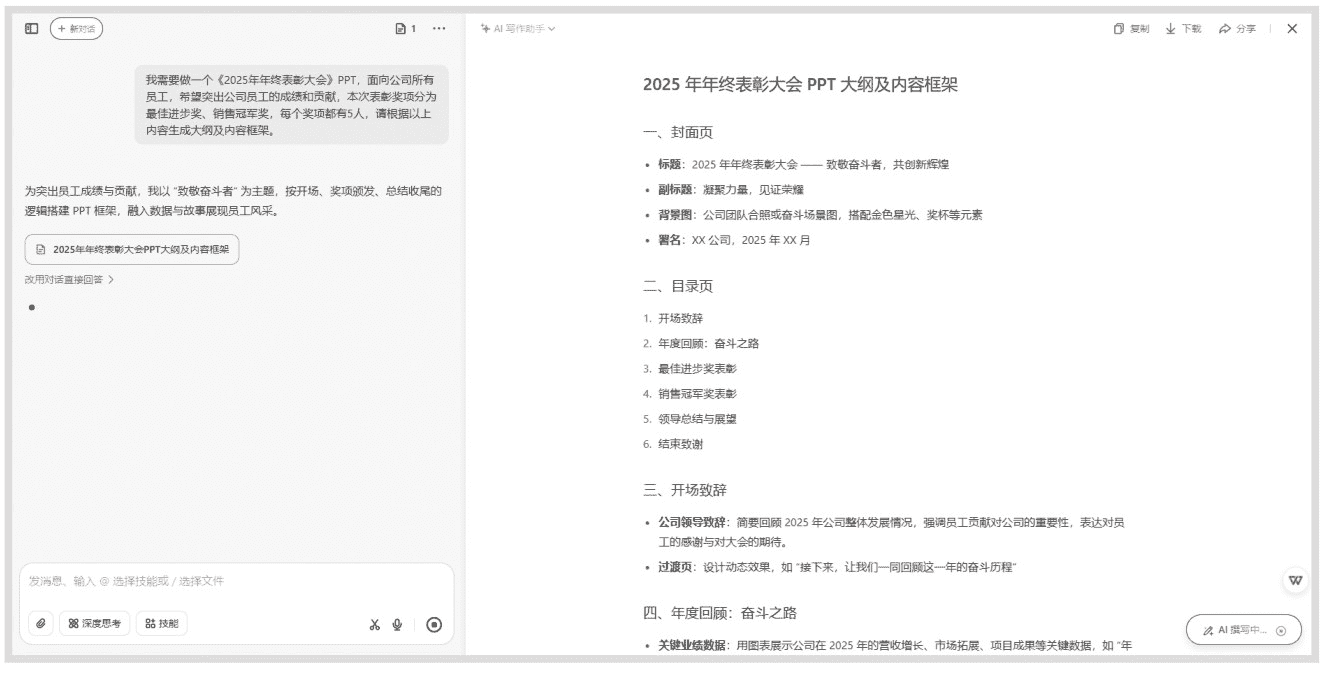 新对话
1
我需要做一个《2025年年终表彰大会》PPT，面向公司所有
员工，希望突出公司员工的成绩和贡献，本次表彰奖项分为
最佳进步奖、销售冠军奖，每个奖项都有5人，请根据以上
内容生成大纲及内容框架。
为突出员工成绩与贡献，我以 “致敬奋斗者” 为主题，按开场、奖项颁发、总结收尾的
逻辑搭建 PPT 框架，融入数据与故事展现员工风采。
2025年年终表彰大会PPT大纲及内容框架
改用对话直接回答
发消息、输入 @ 选择技能或 / 选择文件
深度思考
技能
AI 写作助手
复制
下载
分享
2025 年年终表彰大会 PPT 大纲及内容框架
一、封面页
• 标题：2025 年年终表彰大会 —— 致敬奋斗者，共创新辉煌
• 副标题：凝聚力量，见证荣耀
• 背景图：公司团队合照或奋斗场景图，搭配金色星光、奖杯等元素
• 署名：XX 公司，2025 年 XX 月
二、目录页
1. 开场致辞
2. 年度回顾：奋斗之路
3. 最佳进步奖表彰
4. 销售冠军奖表彰
5. 领导总结与展望
6. 结束致谢
三、开场致辞
• 公司领导致辞：简要回顾 2025 年公司整体发展情况，强调员工贡献对公司的重要性，表达对员
工的感谢与对大会的期待。
• 过渡页：设计动态效果，如 “接下来，让我们一同回顾这一年的奋斗历程”
四、年度回顾：奋斗之路
• 关键业绩数据：用图表展示公司在 2025 年的营收增长、市场拓展、项目成果等关键数据，如 “年
AI 撰写中...